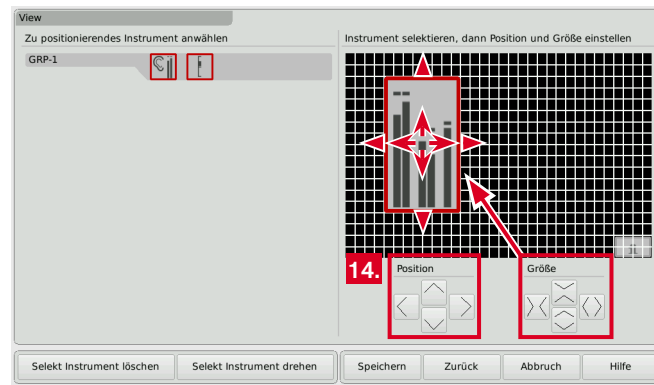 View
Zu positionierendes Instrument anwählen
GRP-1
Instrument selektieren, dann Position und Größe einstellen
14.
Position
Größe
Selekt Instrument löschen
Selekt Instrument drehen
Speichern
Zurück
Abbruch
Hilfe